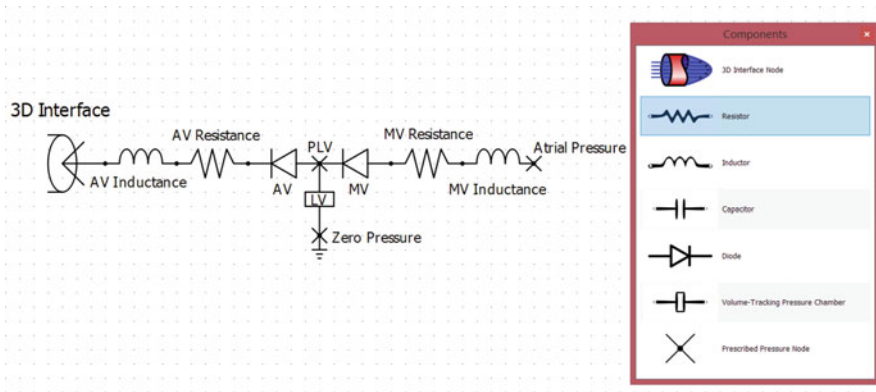 3D Interface
AV Inductance
AV Resistance
AV
PLV
LV
Zero Pressure
MV
MV Resistance
MV Inductance
Atrial Pressure
Components
3D Interface Node
Resistor
Inductor
Capacitor
Diode
Volume-Tracking Pressure Chamber
Prescribed Pressure Node